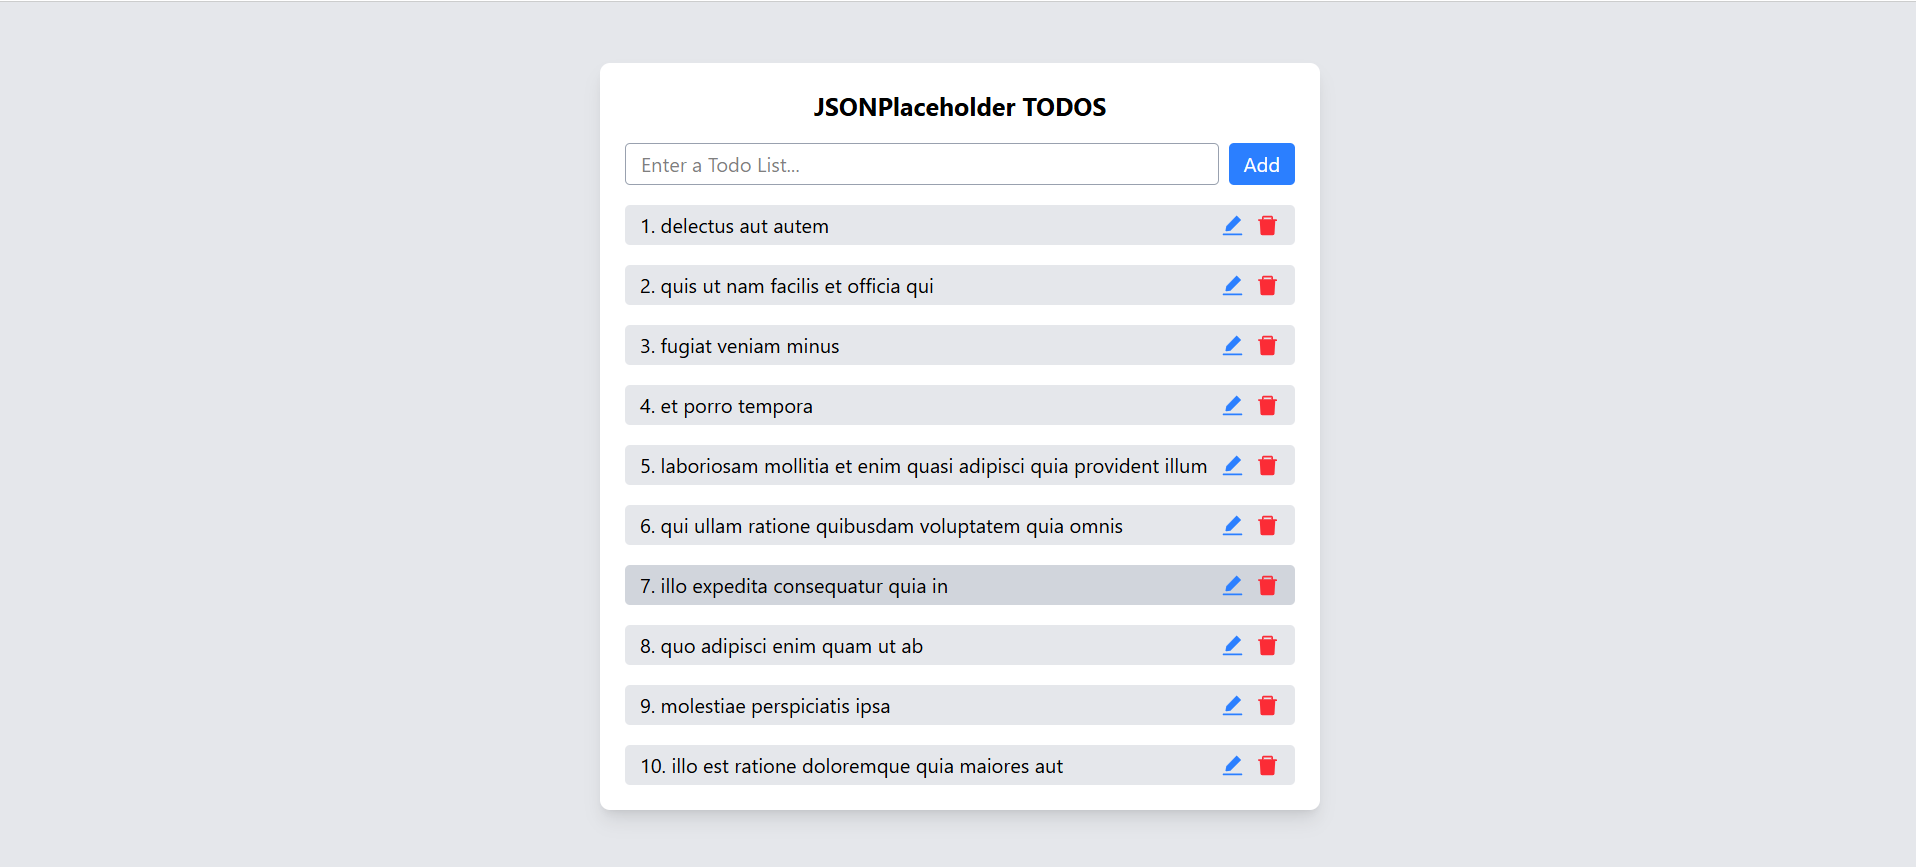 JSONPlaceholder TODOS
Enter a Todo List...
Add
1. delectus aut autem
2. quis ut nam facilis et officia qui
3. fugiat veniam minus
4. et porro tempora
5. laboriosam mollitia et enim quasi adipisci quia provident illum
6. qui ullam ratione quibusdam voluptatem quia omnis
7. illo expedita consequatur quia in
8. quo adipisci enim quam ut ab
9. molestiae perspiciatis ipsa
10. illo est ratione doloremque quia maiores aut